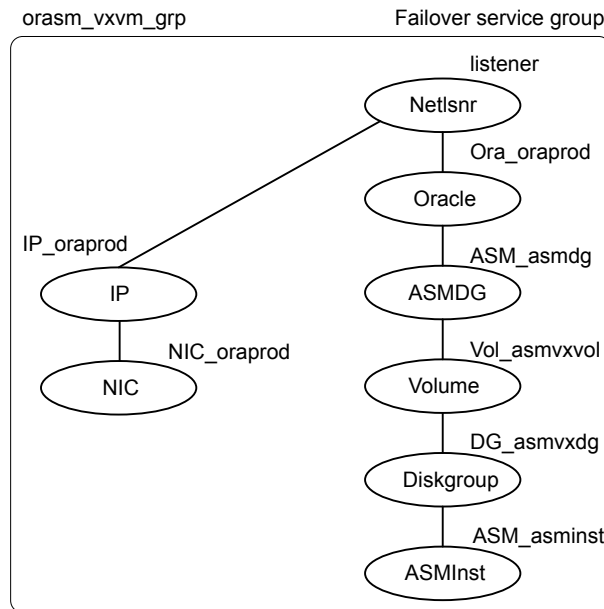 orasm_vxvm_grp
Failover service group
listener
Netlsnr
Ora_oraprod
Oracle
IP_oraprod
ASM_asmdg
IP
ASMDG
NIC_oraprod
Vol_asmvxvol
NIC
Volume
DG_asmvxdg
Diskgroup
ASM_asminst
ASMInst